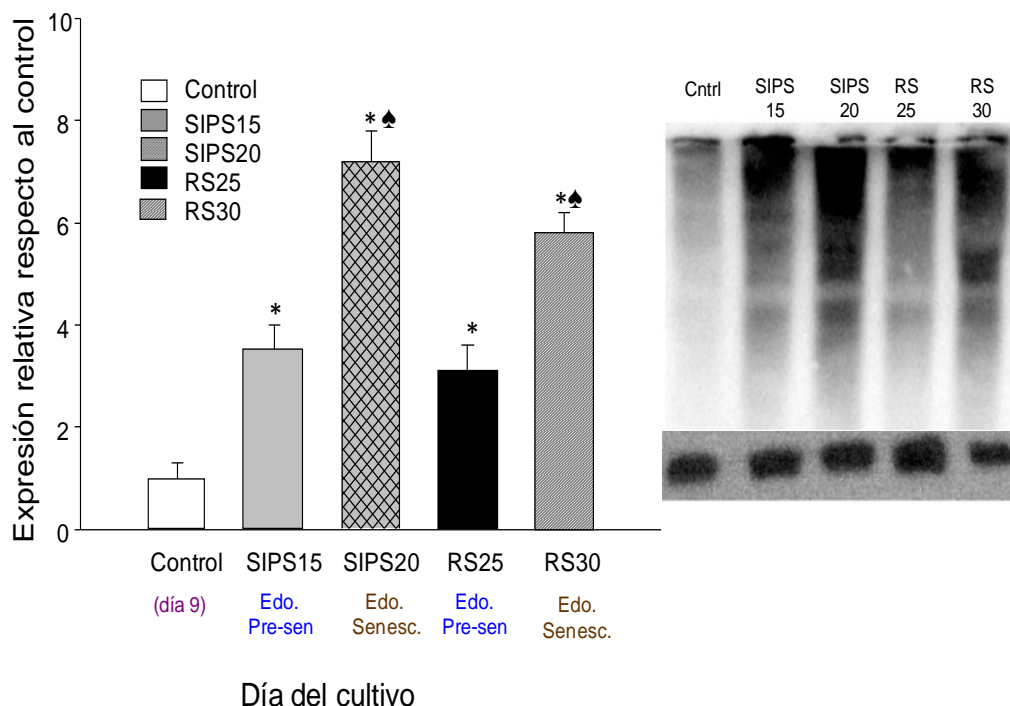 Expresión relativa respecto al control
10
8
6
4
2
0
Control
SIPS15
SIPS20
RS25
RS30
* ♠
*♠
*
*
Control
SIPS15
SIPS20
RS25
RS30
(día 9)
Edo.
Pre-sen
Edo.
Senesc.
Edo.
Pre-sen
Edo.
Senesc.
Día del cultivo
Cntrl
SIPS
15
SIPS
20
RS
25
RS
30